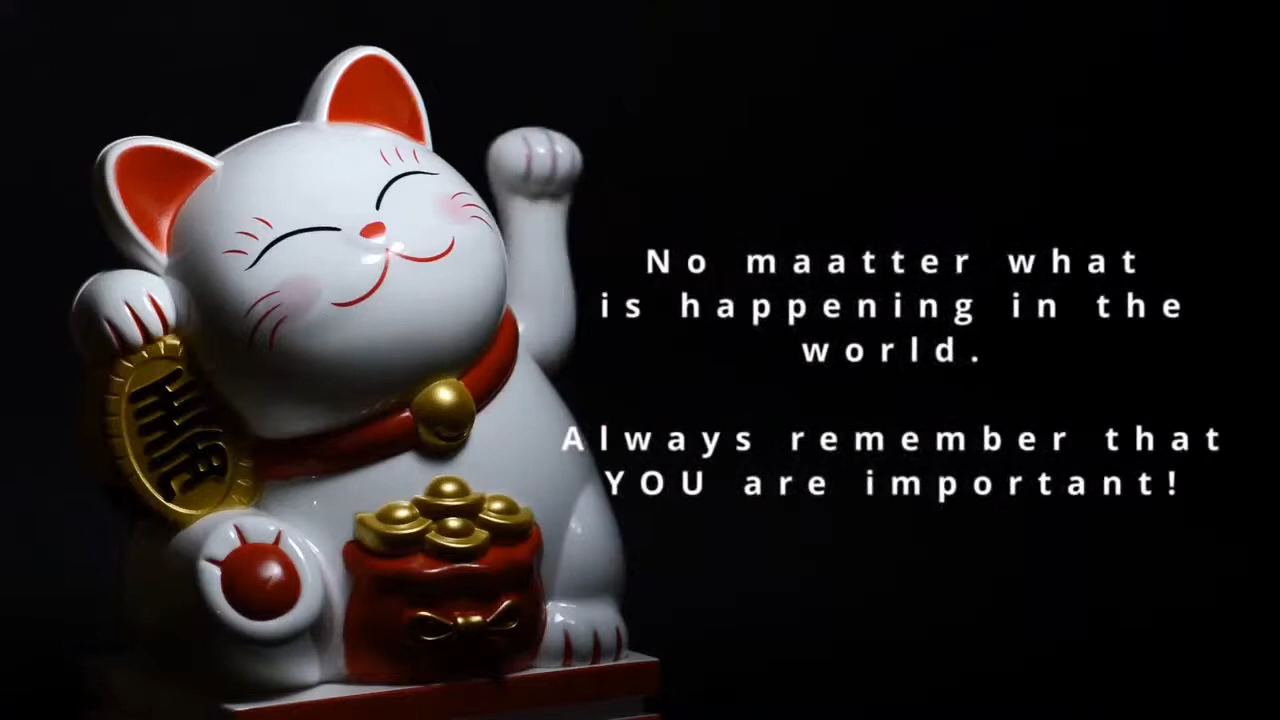 No maatter what
is happening in the
world.
Always remember that
YOU are important!